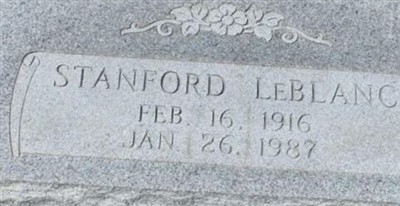 STANFORD LEBLANC
FEB. 16, 1916
JAN. 26, 1987